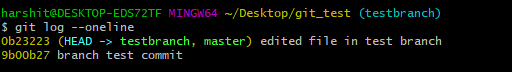 harshit@DESKTOP-EDS72TF MINGW64 ~/Desktop/git_test (testbranch)
$ git log --oneline
0b23223 (HEAD -> testbranch, master) edited file in test branch
9b00b27 branch test commit